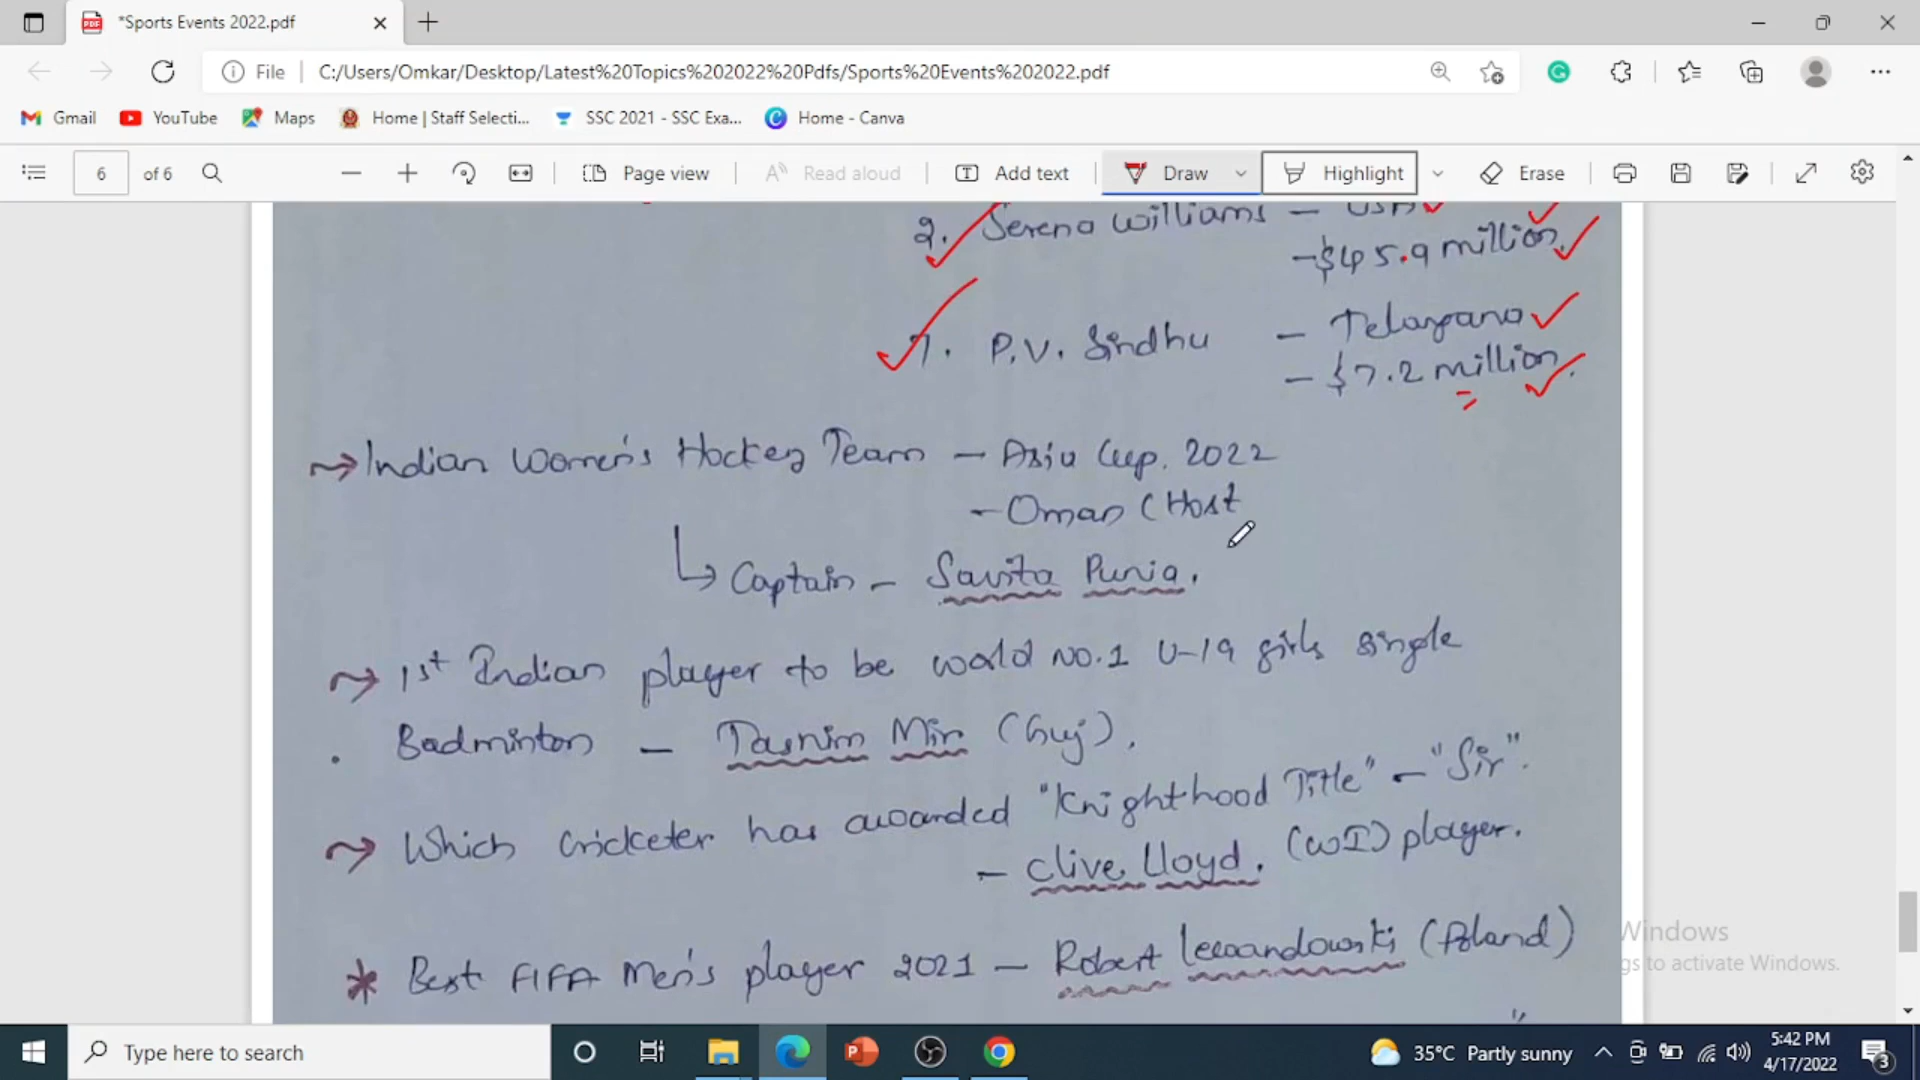 *Sports Events 2022.pdf
File C:/Users/Omkar/Desktop/Latest%20Topics%202022%20Pdfs/Sports%20Events%202022.pdf
Gmail YouTube Maps Home | Staff Selecti... SSC 2021 - SSC Exa... Home - Canva
6 of 6 Page view Read aloud Add text Draw Highlight Erase
2. Serena Williams - USA
- $45.9 million.
7. P.V. Sindhu - Telangana
- $7.2 million.
Indian Women's Hockey Team - Asia Cup. 2022
- Oman (Host
Captain - Savita Punia.
1st Indian player to be world No.1 U-19 girls single
Badminton - Tasnim Mir (Guj).
Which cricketer has awarded "Knighthood Title" - "Sir".
- Clive Lloyd. (WI) player.
* Best FIFA Men's player 2021 - Robert Lewandowski (Poland)
Windows
gs to activate Windows.
Type here to search
35°C Partly sunny
5:42 PM
4/17/2022
3